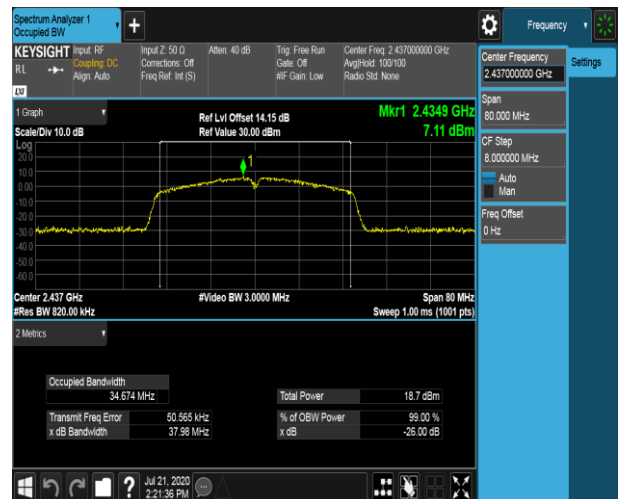 Spectrum Analyzer 1
Occupied BW
+
Frequency
KEYSIGHT
RL
LXI
Input: RF
Coupling: DC
Align: Auto
Input Z: 50 Ω
Corrections: Off
Freq Ref: Int (S)
Atten: 40 dB
Trig: Free Run
Gate: Off
#IF Gain: Low
Center Freq: 2.437000000 GHz
Avg|Hold: 100/100
Radio Std: None
Center Frequency
2.437000000 GHz
Settings
Span
80.000 MHz
CF Step
8.000000 MHz
Auto
Man
Freq Offset
0 Hz
1 Graph
Scale/Div 10.0 dB
Ref Lvl Offset 14.15 dB
Ref Value 30.00 dBm
Mkr1 2.4349 GHz
7.11 dBm
Log
20.0
10.0
0.00
-10.0
-20.0
-30.0
-40.0
-50.0
-60.0
1
Center 2.437 GHz
#Res BW 820.00 kHz
#Video BW 3.0000 MHz
Span 80 MHz
Sweep 1.00 ms (1001 pts)
2 Metrics
Occupied Bandwidth
34.674 MHz
Total Power 18.7 dBm
Transmit Freq Error 50.565 kHz
% of OBW Power 99.00 %
x dB Bandwidth 37.98 MHz
x dB -26.00 dB
?
Jul 21, 2020
2:21:36 PM